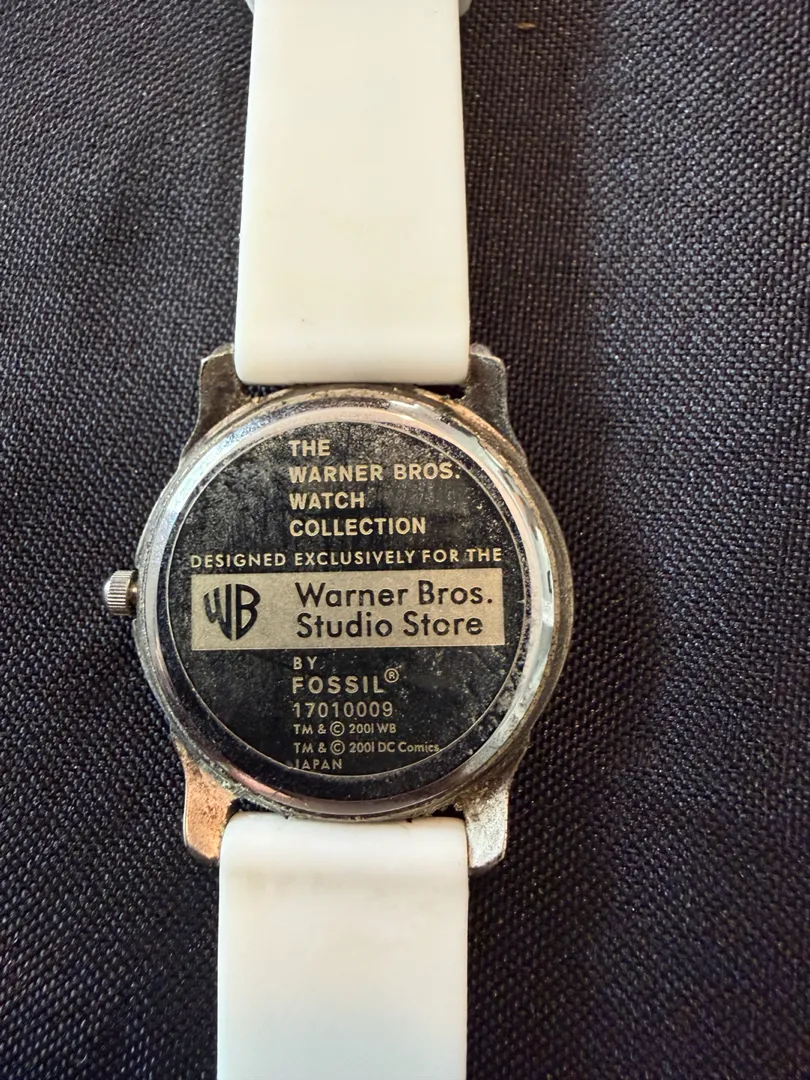 THE
WARNER BROS.
WATCH
COLLECTION
DESIGNED EXCLUSIVELY FOR THE
WB Warner Bros.
Studio Store
BY
FOSSIL®
17010009
TM & © 2001 WB
TM & © 2001 DC Comics
JAPAN